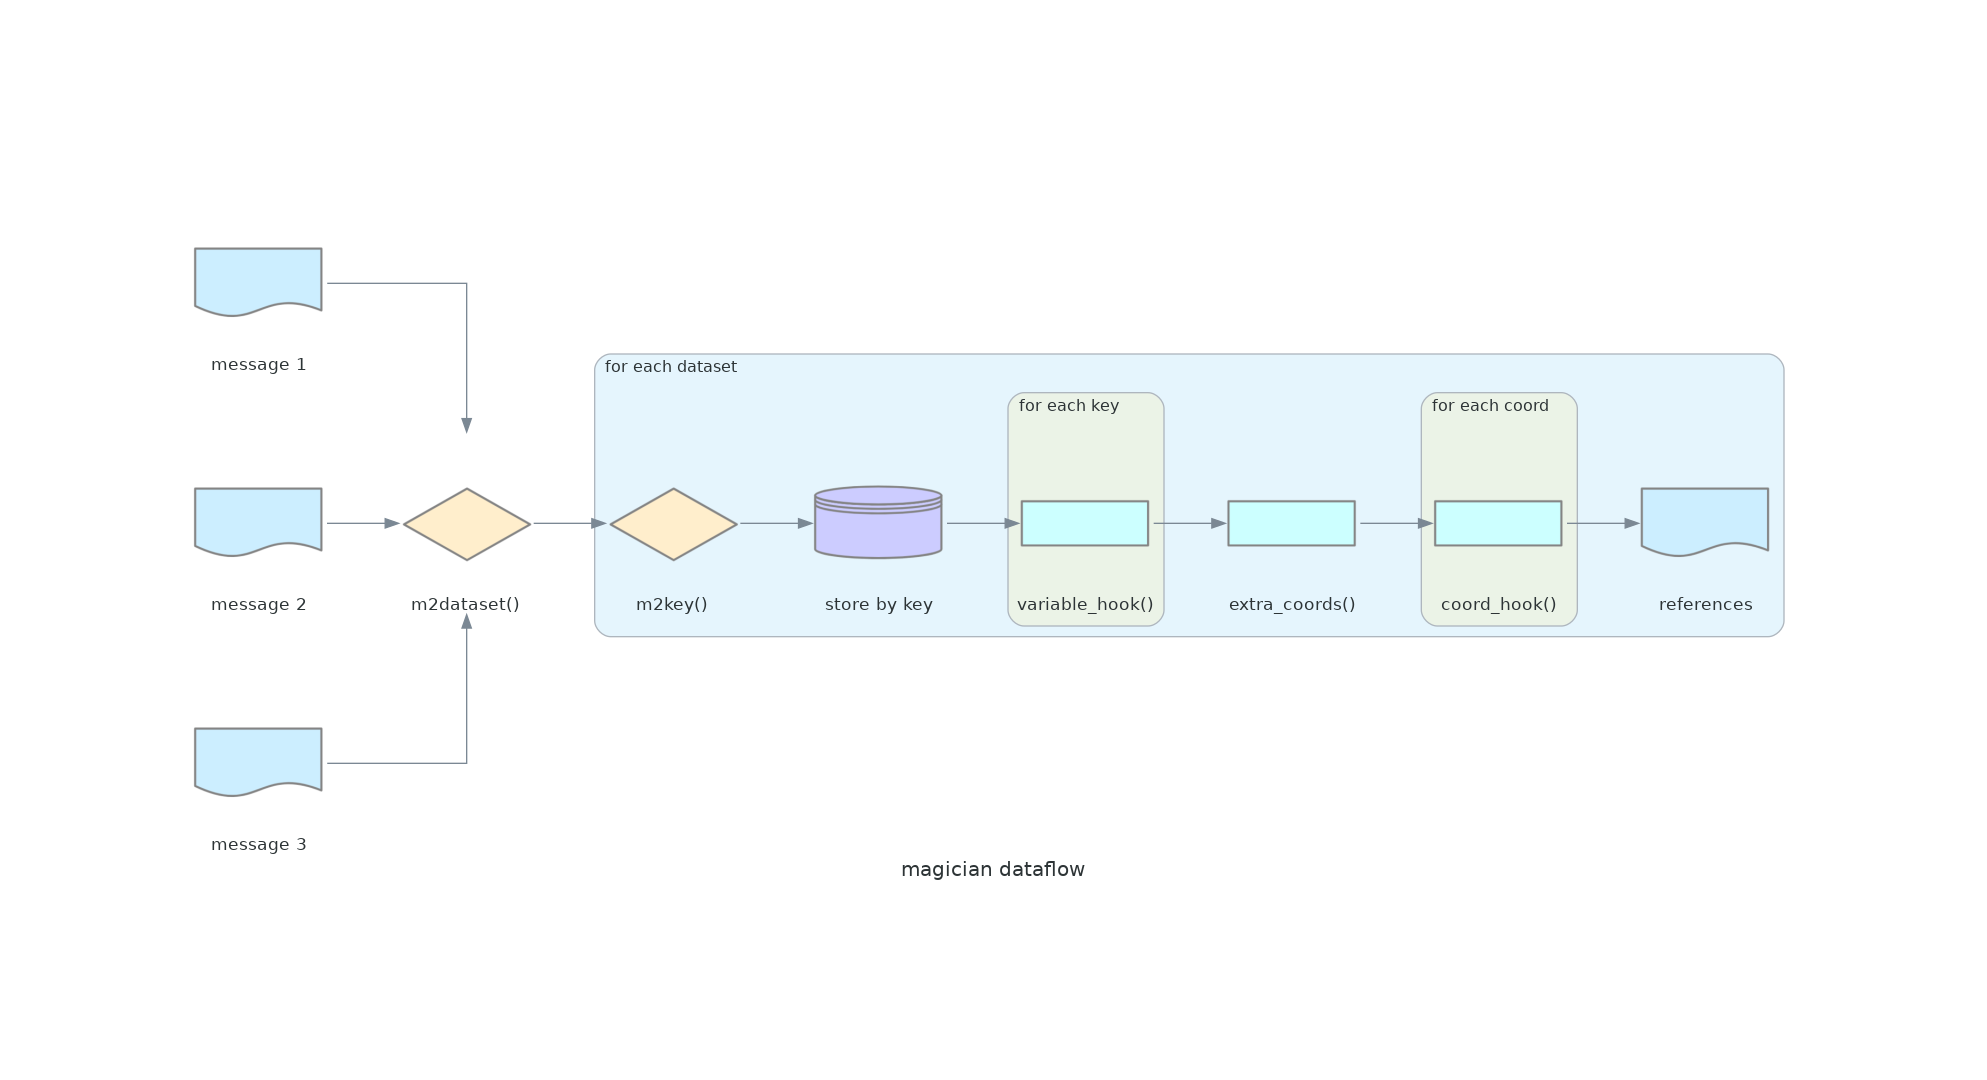 message 1
for each dataset
for each key
for each coord
message 2
m2dataset()
m2key()
store by key
variable_hook()
extra_coords()
coord_hook()
references
message 3
magician dataflow